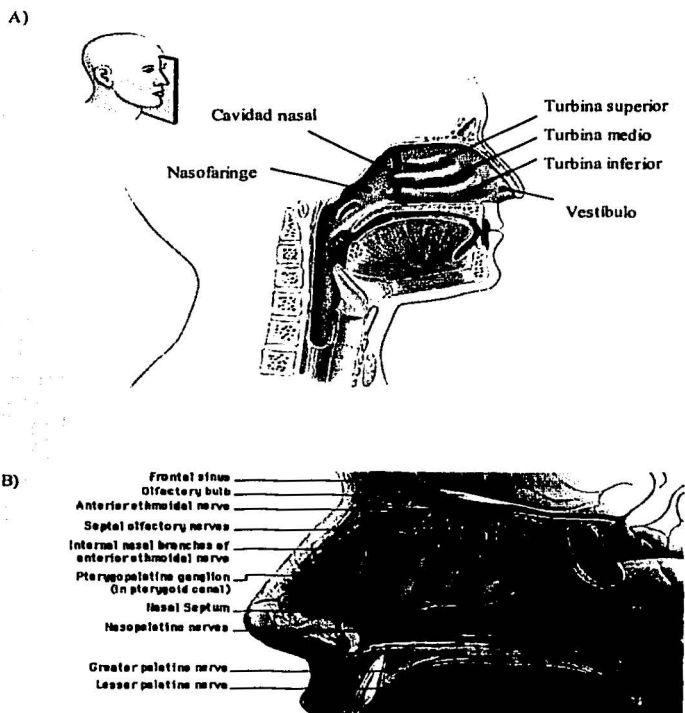 A)
Cavidad nasal
Nasofaringe
Turbina superior
Turbina medio
Turbina inferior
Vestíbulo
B)
Frontal sinus
Olfactory bulb
Anterior ethmoidal nerve
Septal olfactory nerves
Internal nasal branches of
anterior ethmoidal nerve
Pterygopalatine ganglion
(in pterygoid canal)
Nasal Septum
Nasopalatine nerves
Greater palatine nerve
Lesser palatine nerve